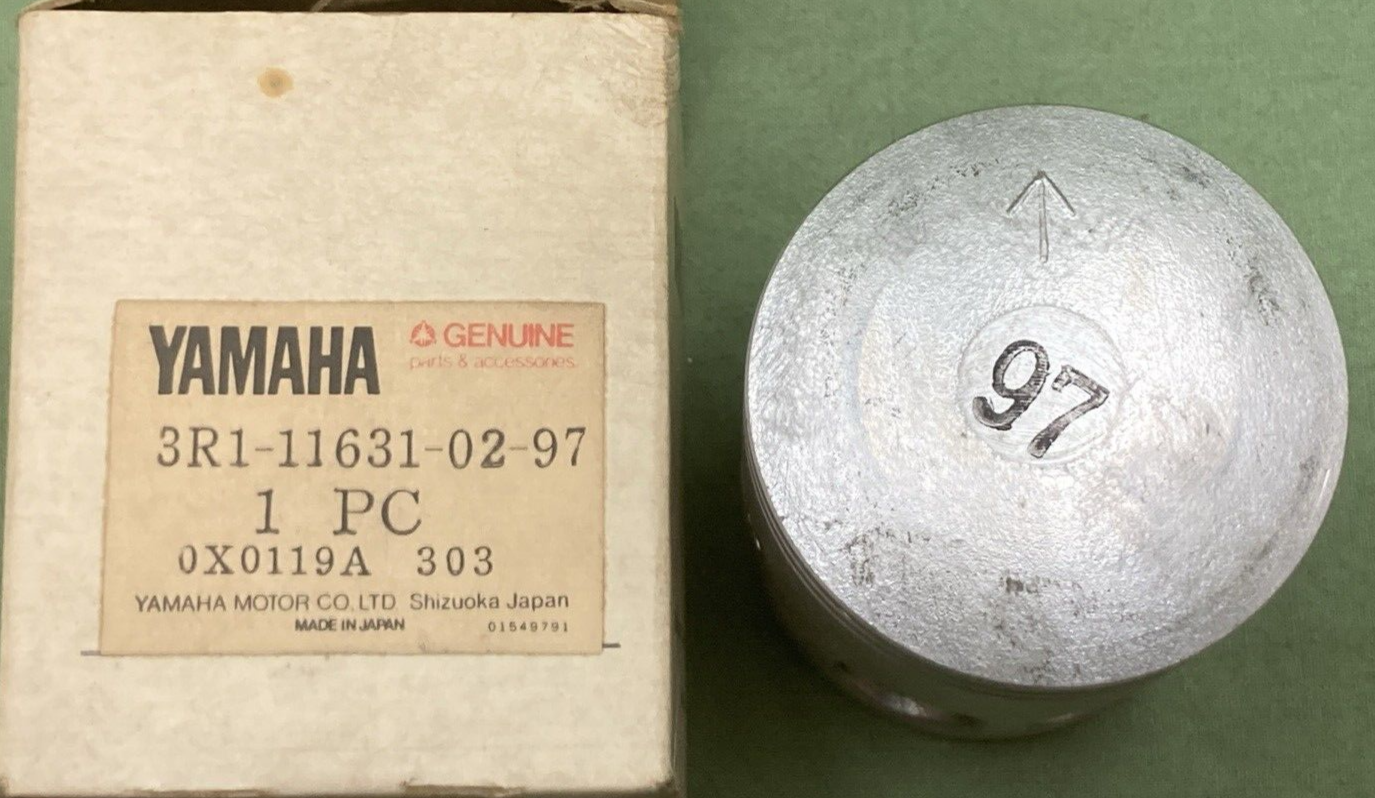 YAMAHA GENUINE
parts & accessories
3R1-11631-02-97
1 PC
0X0119A 303
YAMAHA MOTOR CO.LTD. Shizuoka Japan
MADE IN JAPAN 01549791
97